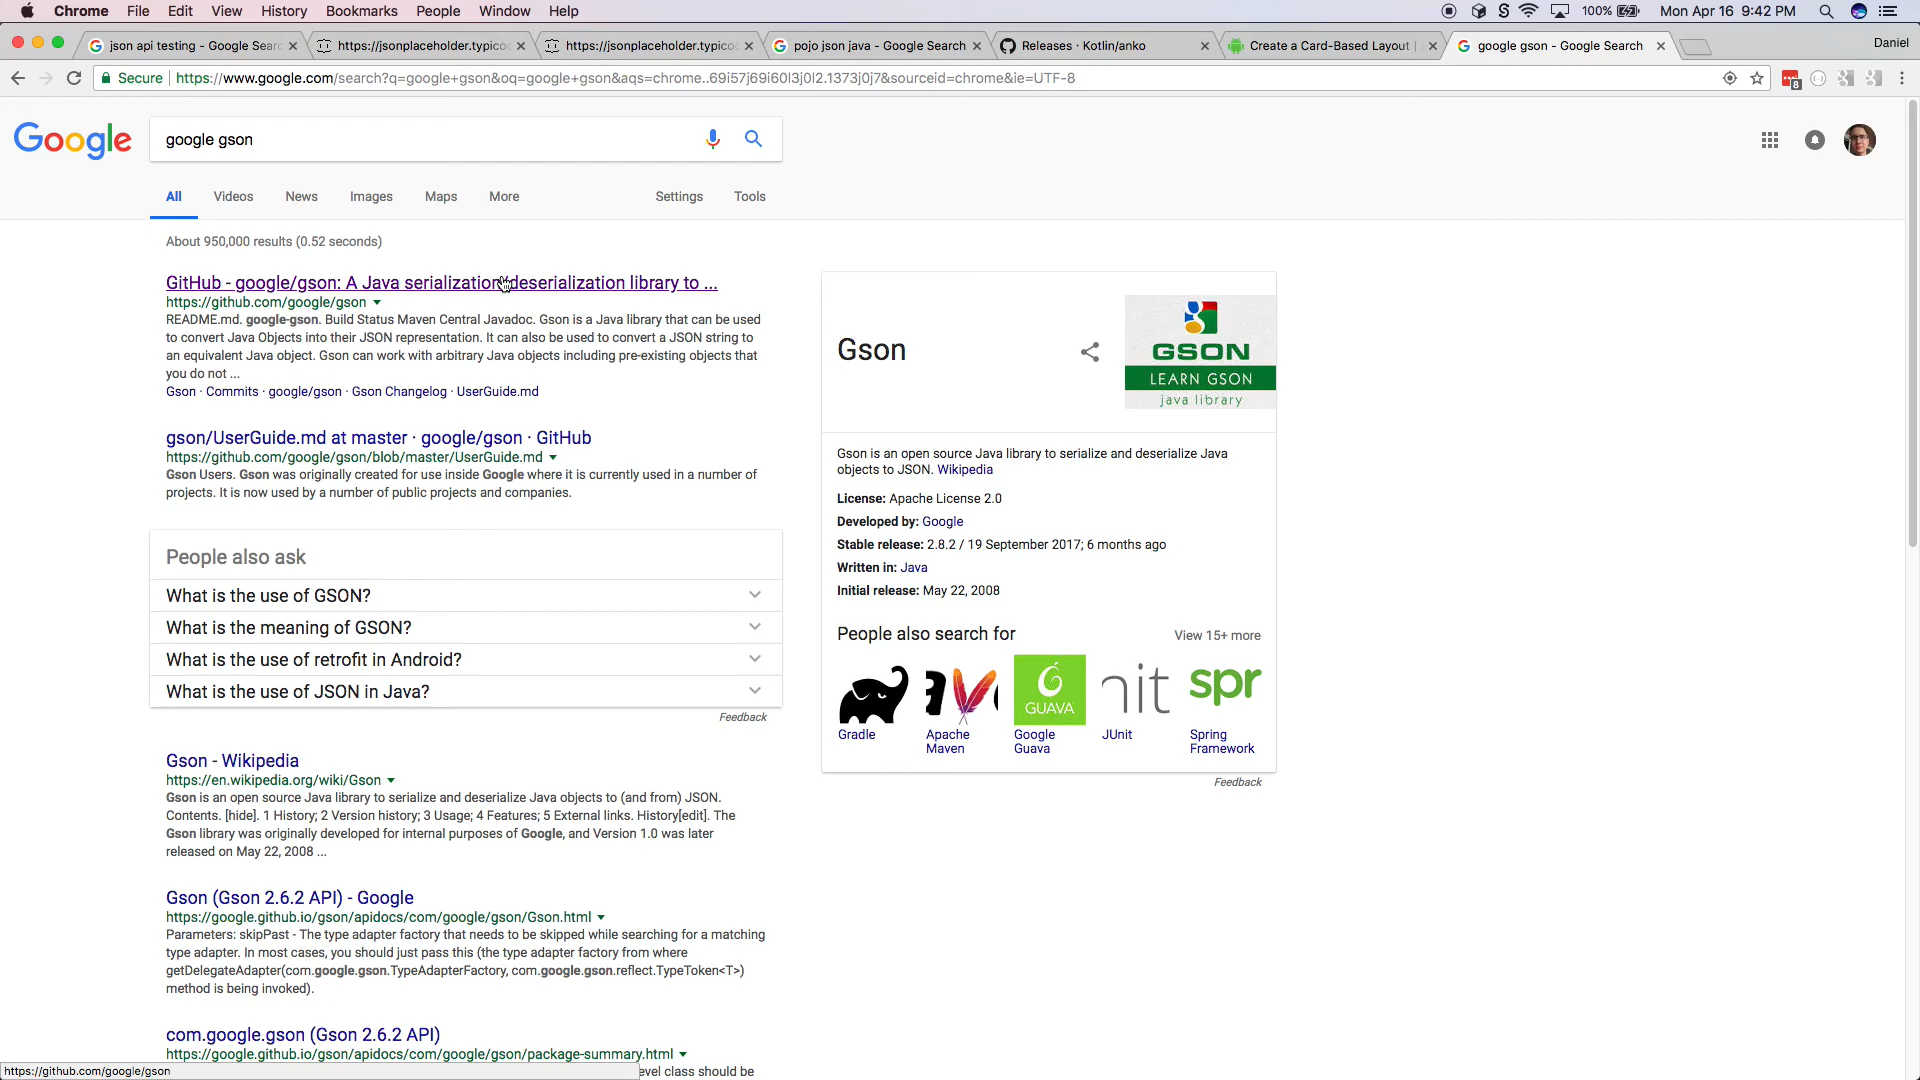 Chrome File Edit View History Bookmarks People Window Help 100% Mon Apr 16 9:42 PM
json api testing - Google Sear https://jsonplaceholder.typico https://jsonplaceholder.typico pojo json java - Google Search Releases · Kotlin/anko Create a Card-Based Layout google gson - Google Search Daniel
Secure https://www.google.com/search?q=google+gson&oq=google+gson&aqs=chrome..69i57j69i60l3j0l2.1373j0j7&sourceid=chrome&ie=UTF-8 8
Google google gson
All Videos News Images Maps More Settings Tools
About 950,000 results (0.52 seconds)
GitHub - google/gson: A Java serialization/deserialization library to ...
https://github.com/google/gson
README.md. google-gson. Build Status Maven Central Javadoc. Gson is a Java library that can be used
to convert Java Objects into their JSON representation. It can also be used to convert a JSON string to
an equivalent Java object. Gson can work with arbitrary Java objects including pre-existing objects that
you do not ...
Gson · Commits · google/gson · Gson Changelog · UserGuide.md
gson/UserGuide.md at master · google/gson · GitHub
https://github.com/google/gson/blob/master/UserGuide.md
Gson Users. Gson was originally created for use inside Google where it is currently used in a number of
projects. It is now used by a number of public projects and companies.
People also ask
What is the use of GSON?
What is the meaning of GSON?
What is the use of retrofit in Android?
What is the use of JSON in Java?
Feedback
Gson - Wikipedia
https://en.wikipedia.org/wiki/Gson
Gson is an open source Java library to serialize and deserialize Java objects to (and from) JSON.
Contents. [hide]. 1 History; 2 Version history; 3 Usage; 4 Features; 5 External links. History[edit]. The
Gson library was originally developed for internal purposes of Google, and Version 1.0 was later
released on May 22, 2008 ...
Gson (Gson 2.6.2 API) - Google
https://google.github.io/gson/apidocs/com/google/gson/Gson.html
Parameters: skipPast - The type adapter factory that needs to be skipped while searching for a matching
type adapter. In most cases, you should just pass this (the type adapter factory from where
getDelegateAdapter(com.google.gson.TypeAdapterFactory, com.google.gson.reflect.TypeToken<T>)
method is being invoked).
com.google.gson (Gson 2.6.2 API)
https://google.github.io/gson/apidocs/com/google/gson/package-summary.html
https://github.com/google/gson evel class should be
Gson
GSON
LEARN GSON
java library
Gson is an open source Java library to serialize and deserialize Java
objects to JSON. Wikipedia
License: Apache License 2.0
Developed by: Google
Stable release: 2.8.2 / 19 September 2017; 6 months ago
Written in: Java
Initial release: May 22, 2008
People also search for View 15+ more
GUAVA nit spr
Gradle Apache Maven Google Guava JUnit Spring Framework
Feedback